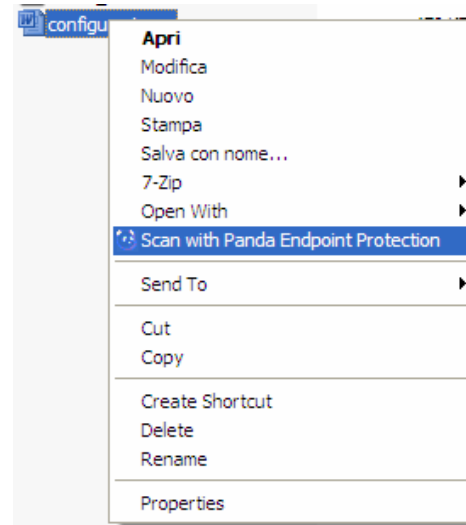 Apri
Modifica
Nuovo
Stampa
Salva con nome...
7-Zip
Open With
Scan with Panda Endpoint Protection
Send To
Cut
Copy
Create Shortcut
Delete
Rename
Properties